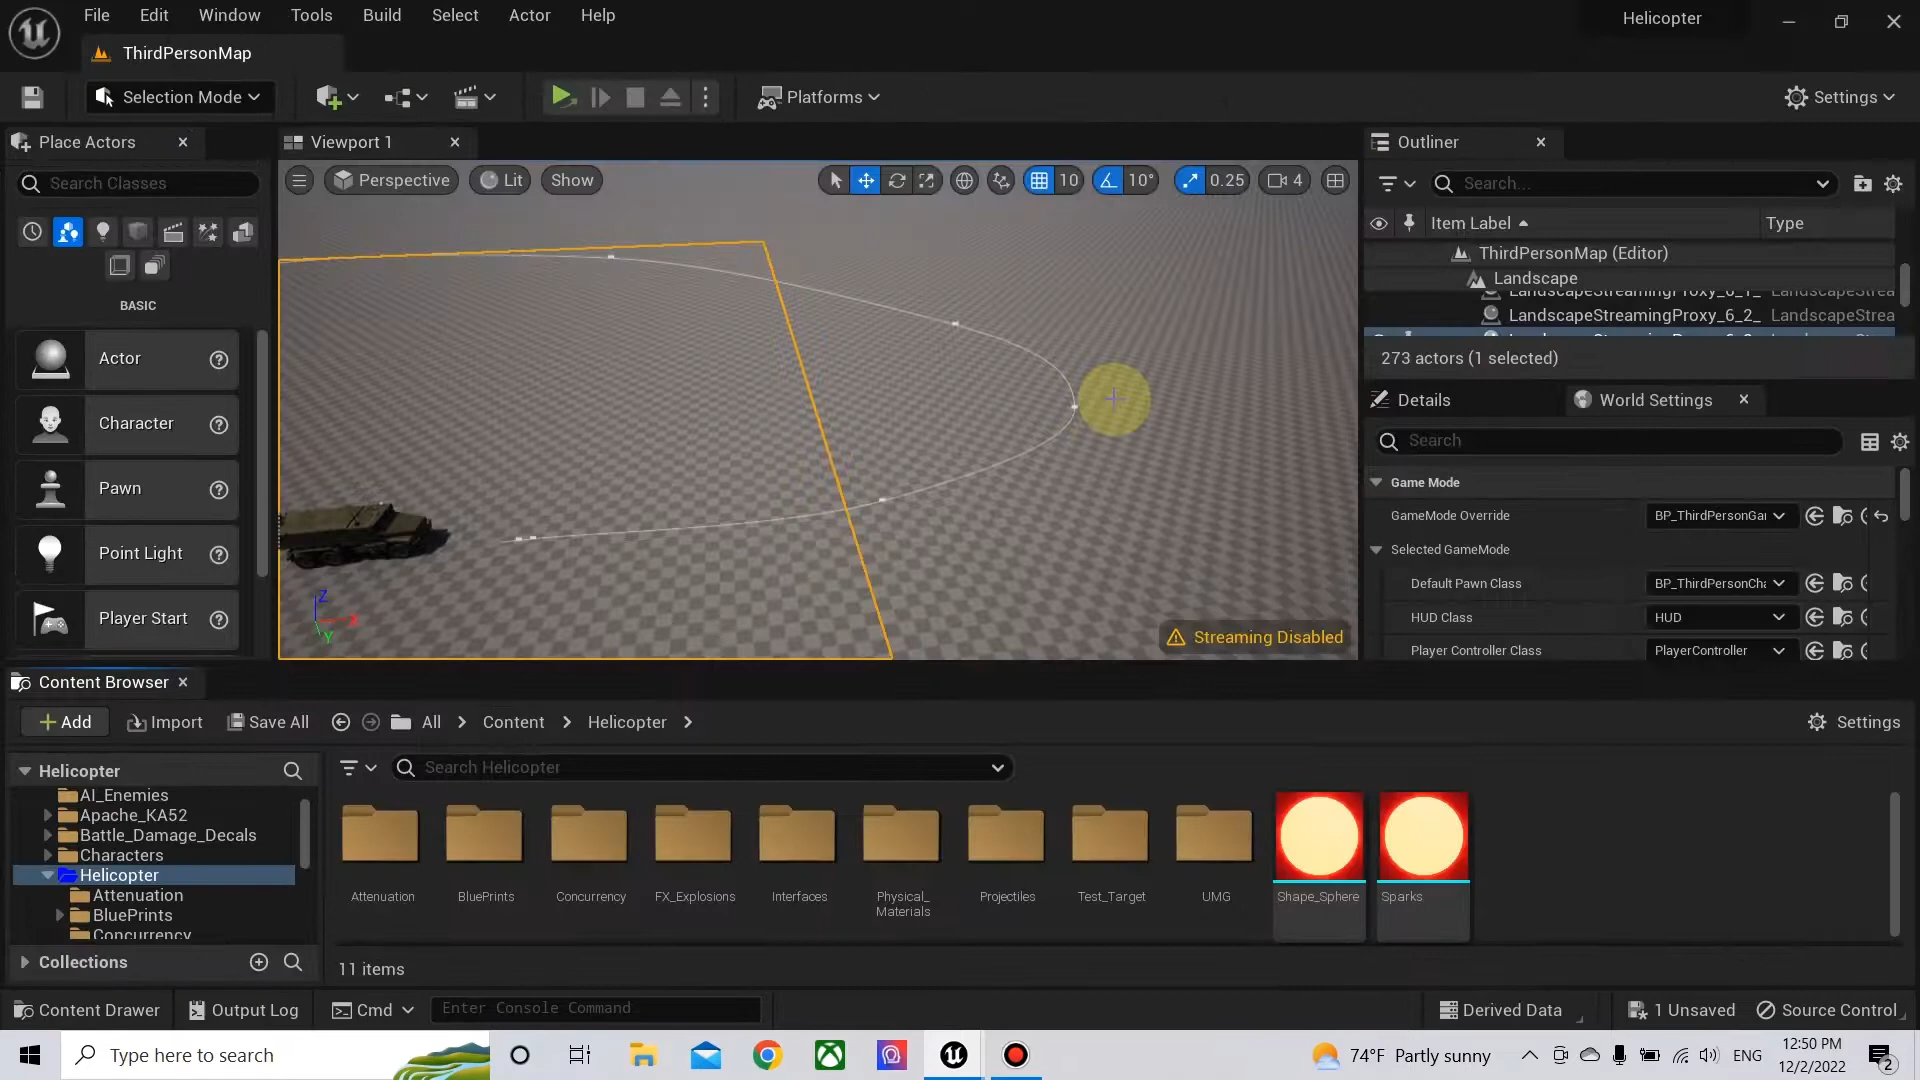 File Edit Window Tools Build Select Actor Help
Helicopter
ThirdPersonMap
Selection Mode
Platforms
Settings
Place Actors
Search Classes
BASIC
Actor
Character
Pawn
Point Light
Player Start
Viewport 1
Perspective Lit Show 10 10° 0.25 4
Z
X
Y
Streaming Disabled
Outliner
Search...
Item Label Type
ThirdPersonMap (Editor)
Landscape
LandscapeStreamingProxy_6_1_ LandscapeStrea
LandscapeStreamingProxy_6_2_ LandscapeStrea
273 actors (1 selected)
Details World Settings
Search
Game Mode
GameMode Override BP_ThirdPersonGa
Selected GameMode
Default Pawn Class BP_ThirdPersonCha
HUD Class HUD
Player Controller Class PlayerController
Content Browser
Add Import Save All All Content Helicopter
Settings
Helicopter
AI_Enemies
Apache_KA52
Battle_Damage_Decals
Characters
Helicopter
Attenuation
BluePrints
Concurrency
Collections
Search Helicopter
Attenuation BluePrints Concurrency FX_Explosions Interfaces Physical_ Projectiles Test_Target UMG Shape_Sphere Sparks
Materials
11 items
Content Drawer Output Log Cmd Enter Console Command Derived Data 1 Unsaved Source Control
Type here to search
74°F Partly sunny
ENG
12:50 PM
12/2/2022
2